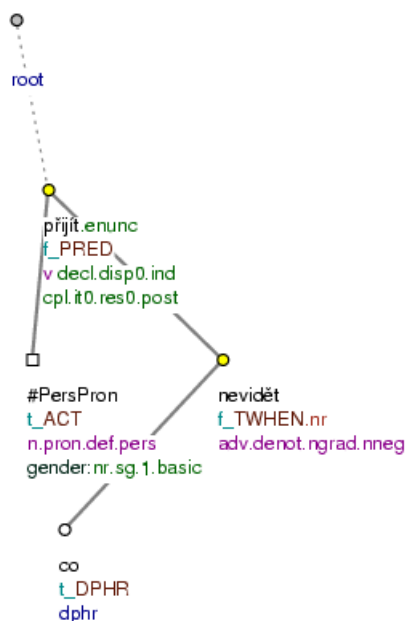 root
přijít.enunc
f_PRED
v decl.disp0.ind
cpl.it0.res0.post
#PersPron
t_ACT
n.pron.def.pers
gender:nr.sg.1.basic
nevidět
f_TWHEN.nr
adv.denot.ngrad.nneg
co
t_DPHR
dphr